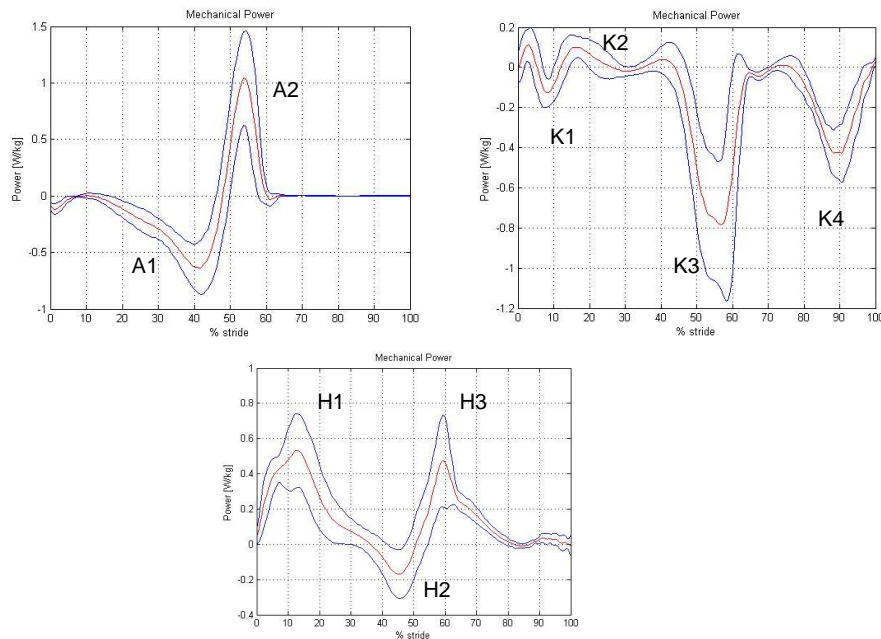 Mechanical Power
1.5
1
0.5
0
-0.5
-1
Power [W/kg]
A2
A1
0 10 20 30 40 50 60 70 80 90 100
% stride
Mechanical Power
0.2
0
-0.2
-0.4
-0.6
-0.8
-1
-1.2
Power [W/kg]
K2
K1
K4
K3
0 10 20 30 40 50 60 70 80 90 100
% stride
Mechanical Power
1
0.8
0.6
0.4
0.2
0
-0.2
-0.4
Power [W/kg]
H1
H3
H2
0 10 20 30 40 50 60 70 80 90 100
% stride